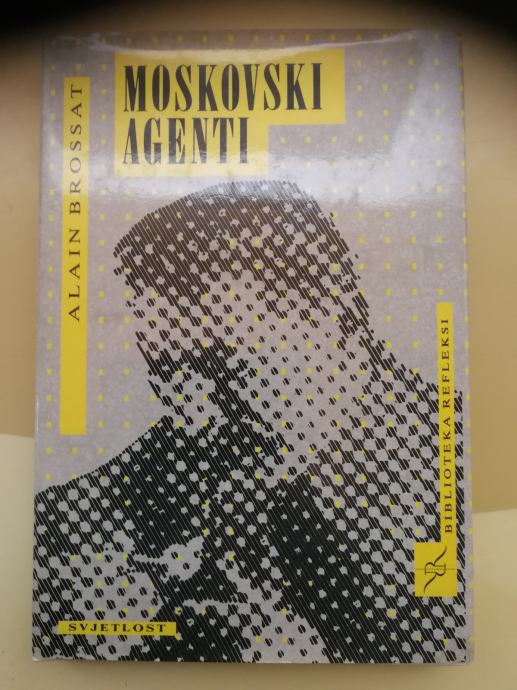 MOSKOVSKI
AGENTI
ALAIN BROSSAT
BIBLIOTEKA REFLEKSI
SVJETLOST